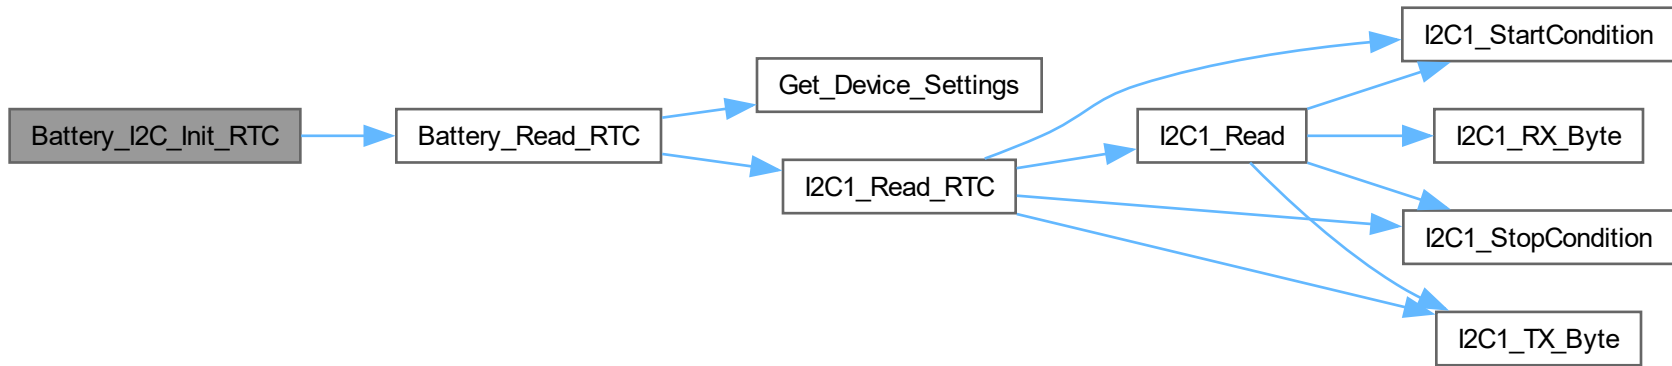 Battery_I2C_Init_RTC
Battery_Read_RTC
Get_Device_Settings
I2C1_Read_RTC
I2C1_Read
I2C1_StartCondition
I2C1_RX_Byte
I2C1_StopCondition
I2C1_TX_Byte